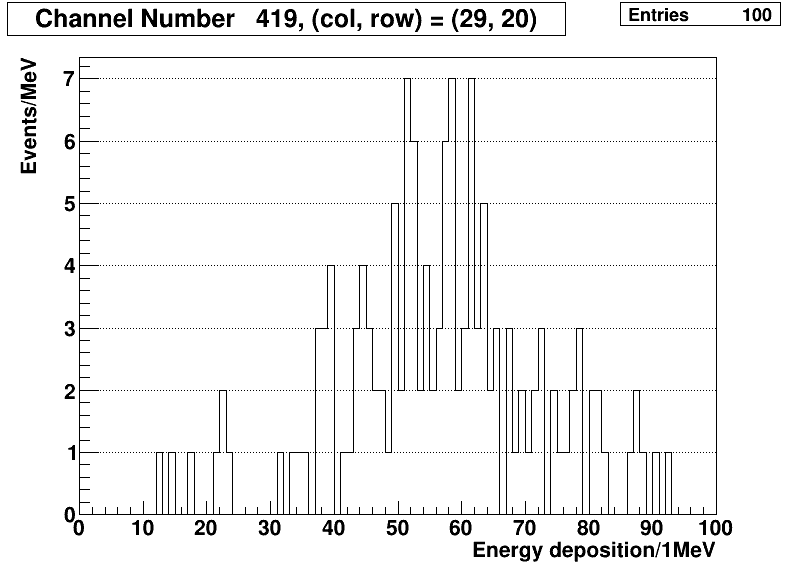 Channel Number   419, (col, row) = (29, 20)
Entries 100
Events/MeV
7
6
5
4
3
2
1
0
0 10 20 30 40 50 60 70 80 90 100
Energy deposition/1MeV